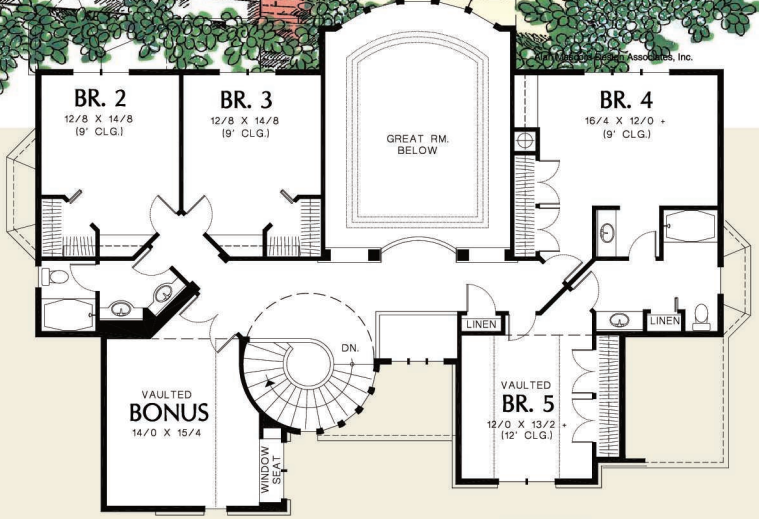 Alan Mascord Design Associates, Inc.
BR. 2
12/8 X 14/8
(9' CLG.)
BR. 3
12/8 X 14/8
(9' CLG.)
GREAT RM.
BELOW
BR. 4
16/4 X 12/0 +
(9' CLG.)
LINEN
LINEN
DN.
VAULTED
BONUS
14/0 X 15/4
WINDOW
SEAT
VAULTED
BR. 5
12/0 X 13/2 +
(12' CLG.)